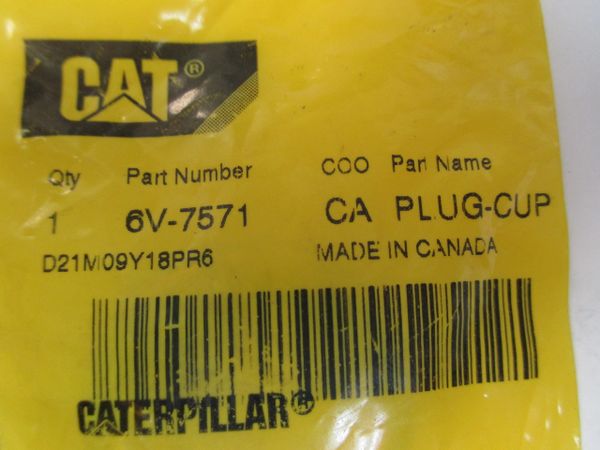 CAT®
Qty Part Number COO Part Name
1 6V-7571 CA PLUG-CUP
D21M09Y18PR6 MADE IN CANADA
CATERPILLAR®